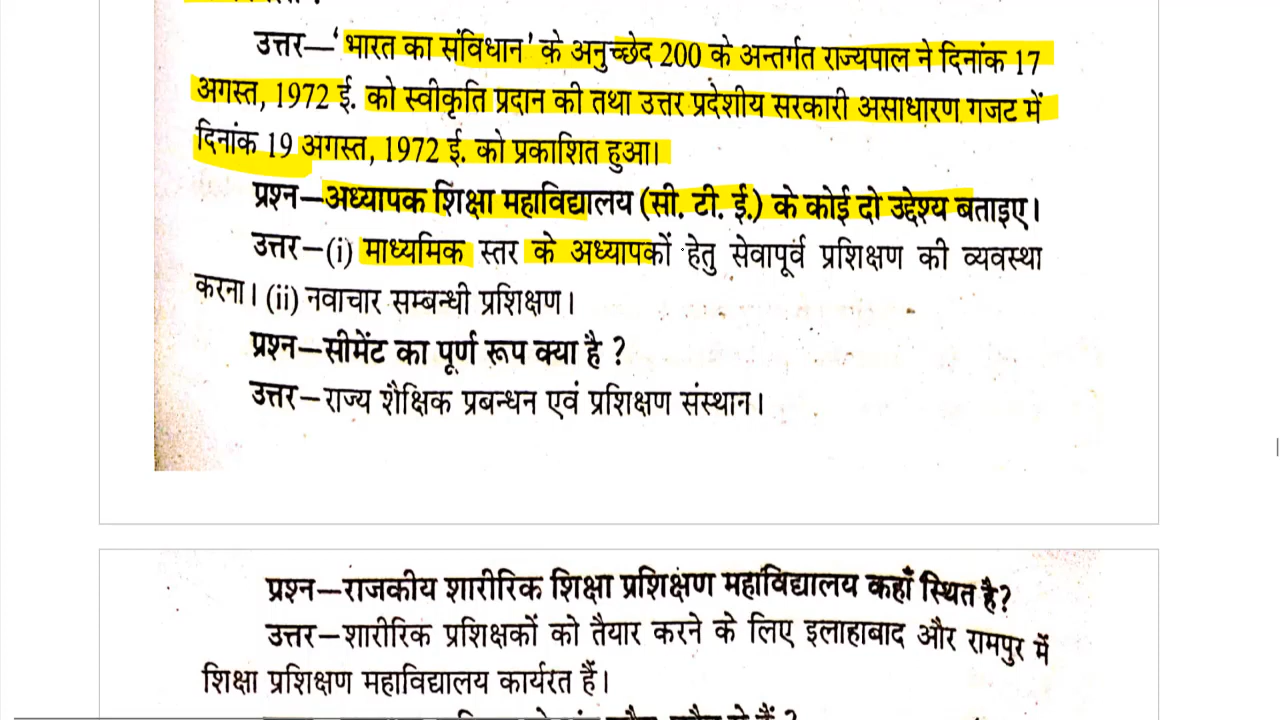 उत्तर—'भारत का संविधान' के अनुच्छेद 200 के अन्तर्गत राज्यपाल ने दिनांक 17
अगस्त, 1972 ई. को स्वीकृति प्रदान की तथा उत्तर प्रदेशीय सरकारी असाधारण गजट में
दिनांक 19 अगस्त, 1972 ई. को प्रकाशित हुआ।
प्रश्न—अध्यापक शिक्षा महाविद्यालय (सी. टी. ई.) के कोई दो उद्देश्य बताइए।
उत्तर—(i) माध्यमिक स्तर के अध्यापकों हेतु सेवापूर्व प्रशिक्षण की व्यवस्था
करना। (ii) नवाचार सम्बन्धी प्रशिक्षण।
प्रश्न—सीमेंट का पूर्ण रूप क्या है ?
उत्तर—राज्य शैक्षिक प्रबन्धन एवं प्रशिक्षण संस्थान।
प्रश्न—राजकीय शारीरिक शिक्षा प्रशिक्षण महाविद्यालय कहाँ स्थित है?
उत्तर—शारीरिक प्रशिक्षकों को तैयार करने के लिए इलाहाबाद और रामपुर में
शिक्षा प्रशिक्षण महाविद्यालय कार्यरत हैं।